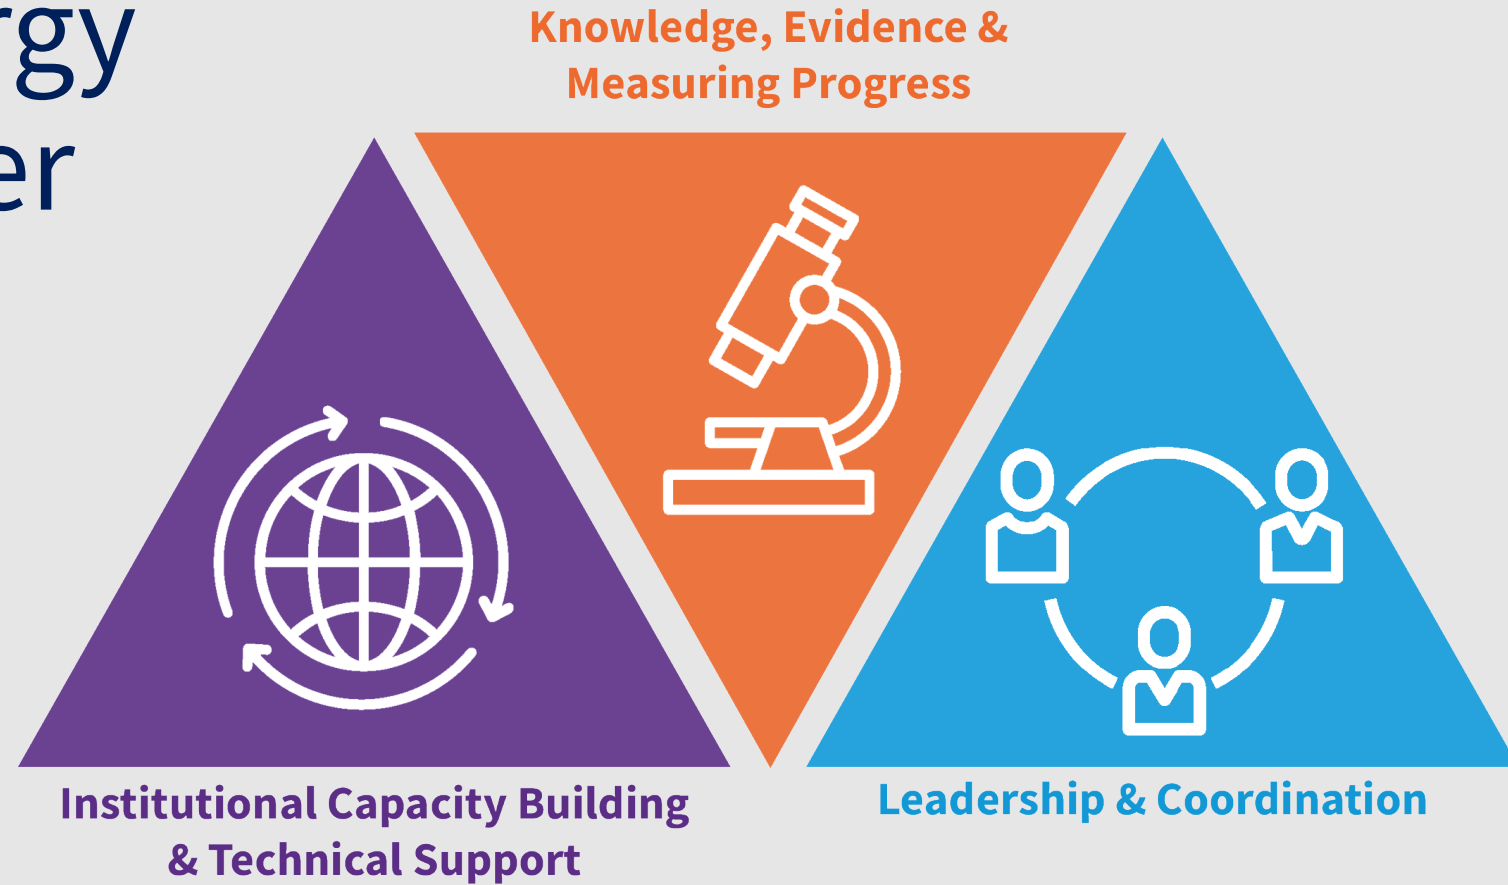 Knowledge, Evidence &
Measuring Progress
Institutional Capacity Building
& Technical Support
Leadership & Coordination